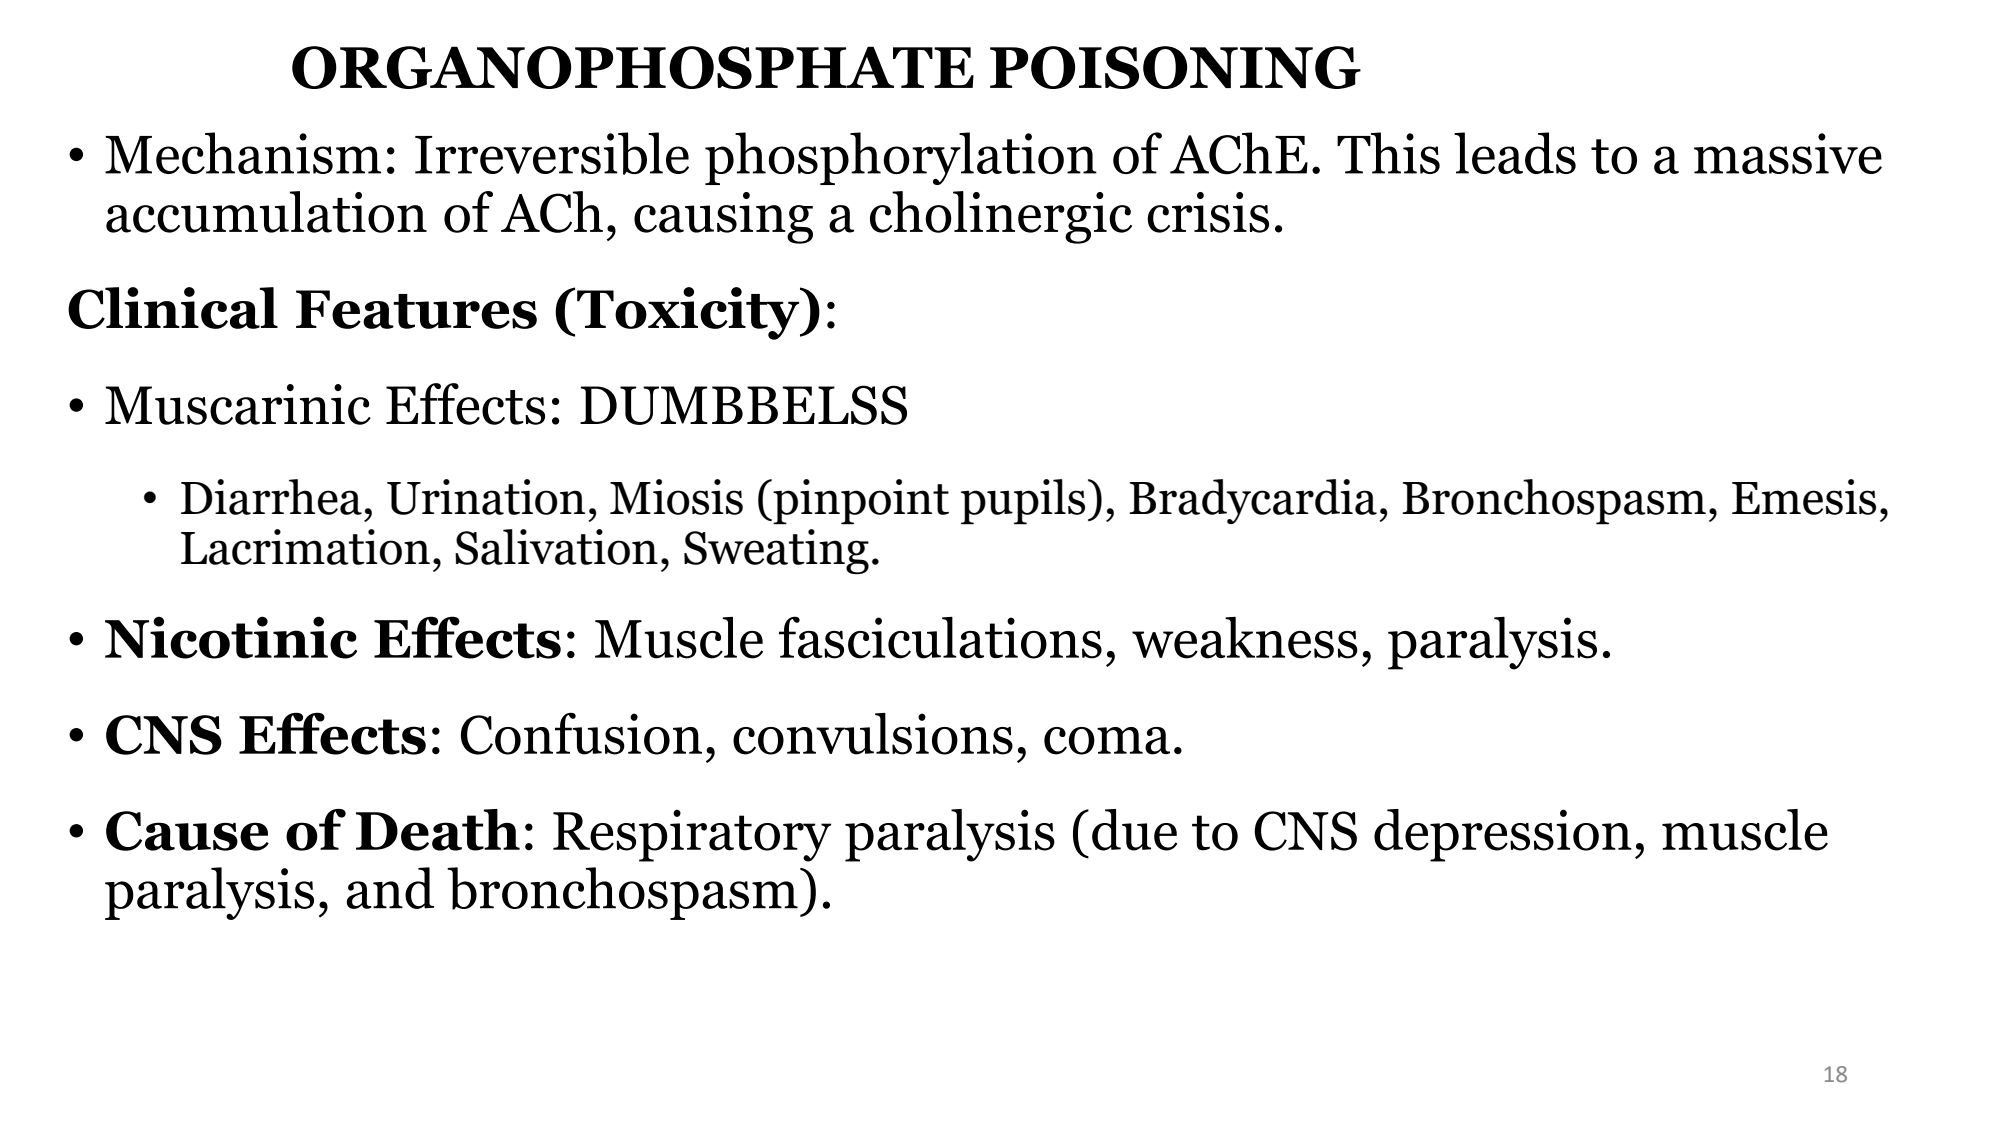 ORGANOPHOSPHATE POISONING
• Mechanism: Irreversible phosphorylation of AChE. This leads to a massive
accumulation of ACh, causing a cholinergic crisis.
Clinical Features (Toxicity):
• Muscarinic Effects: DUMBBELSS
• Diarrhea, Urination, Miosis (pinpoint pupils), Bradycardia, Bronchospasm, Emesis,
Lacrimation, Salivation, Sweating.
• Nicotinic Effects: Muscle fasciculations, weakness, paralysis.
• CNS Effects: Confusion, convulsions, coma.
• Cause of Death: Respiratory paralysis (due to CNS depression, muscle
paralysis, and bronchospasm).
18